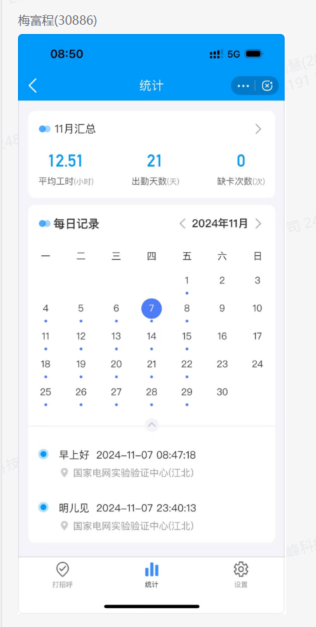 梅富程(30886)
08:50 5G
统计
11月汇总
12.51 21 0
平均工时(小时) 出勤天数(天) 缺卡次数(次)
每日记录 2024年11月
一 二 三 四 五 六 日
1 2 3
4 5 6 7 8 9 10
11 12 13 14 15 16 17
18 19 20 21 22 23 24
25 26 27 28 29 30
早上好 2024-11-07 08:47:18
国家电网实验验证中心(江北)
明儿见 2024-11-07 23:40:13
国家电网实验验证中心(江北)
打招呼 统计 设置